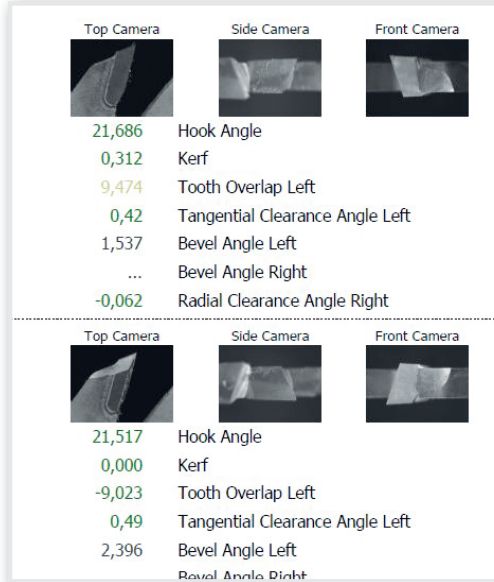 Top Camera Side Camera Front Camera
21,686 Hook Angle
0,312 Kerf
9,474 Tooth Overlap Left
0,42 Tangential Clearance Angle Left
1,537 Bevel Angle Left
... Bevel Angle Right
-0,062 Radial Clearance Angle Right
Top Camera Side Camera Front Camera
21,517 Hook Angle
0,000 Kerf
-9,023 Tooth Overlap Left
0,49 Tangential Clearance Angle Left
2,396 Bevel Angle Left
Bevel Angle Right